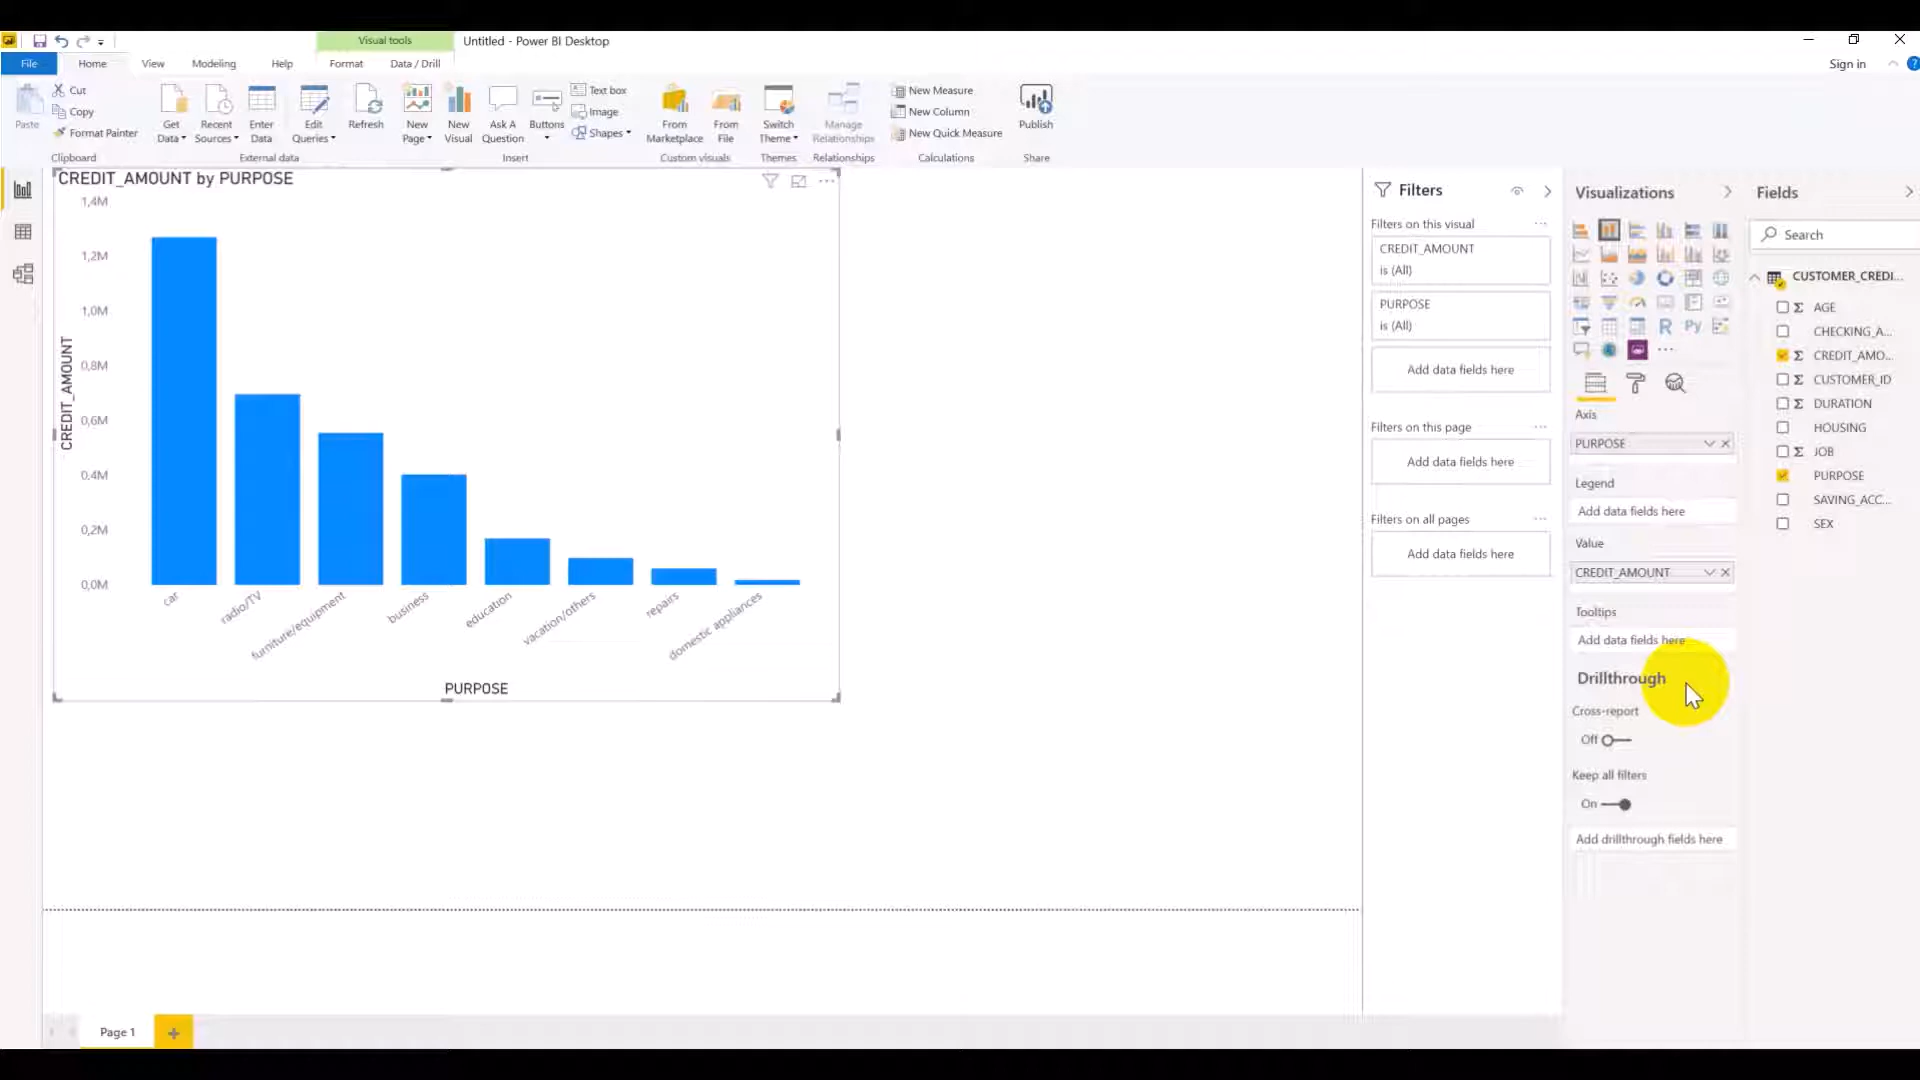 Visual tools
Untitled - Power BI Desktop
File
Home
View
Modeling
Help
Format
Data / Drill
Sign in
Paste
Cut
Copy
Format Painter
Clipboard
Get Data
Recent Sources
Enter Data
Edit Queries
Refresh
External data
New Page
New Visual
Ask A Question
Buttons
Text box
Image
Shapes
Insert
From Marketplace
From File
Custom visuals
Switch Theme
Themes
Manage Relationships
Relationships
New Measure
New Column
New Quick Measure
Calculations
Publish
Share
CREDIT_AMOUNT by PURPOSE
1,4M
1,2M
1,0M
0,8M
0,6M
0,4M
0,2M
0,0M
CREDIT_AMOUNT
car
radio/TV
furniture/equipment
business
education
vacation/others
repairs
domestic appliances
PURPOSE
Filters
Filters on this visual
CREDIT_AMOUNT
is (All)
PURPOSE
is (All)
Add data fields here
Filters on this page
Add data fields here
Filters on all pages
Add data fields here
Visualizations
R
Py
Axis
PURPOSE
Legend
Add data fields here
Value
CREDIT_AMOUNT
Tooltips
Add data fields here
Drillthrough
Cross-report
Off
Keep all filters
On
Add drillthrough fields here
Fields
Search
CUSTOMER_CREDI...
Σ AGE
CHECKING_A...
Σ CREDIT_AMO...
Σ CUSTOMER_ID
Σ DURATION
HOUSING
Σ JOB
PURPOSE
SAVING_ACC...
SEX
Page 1